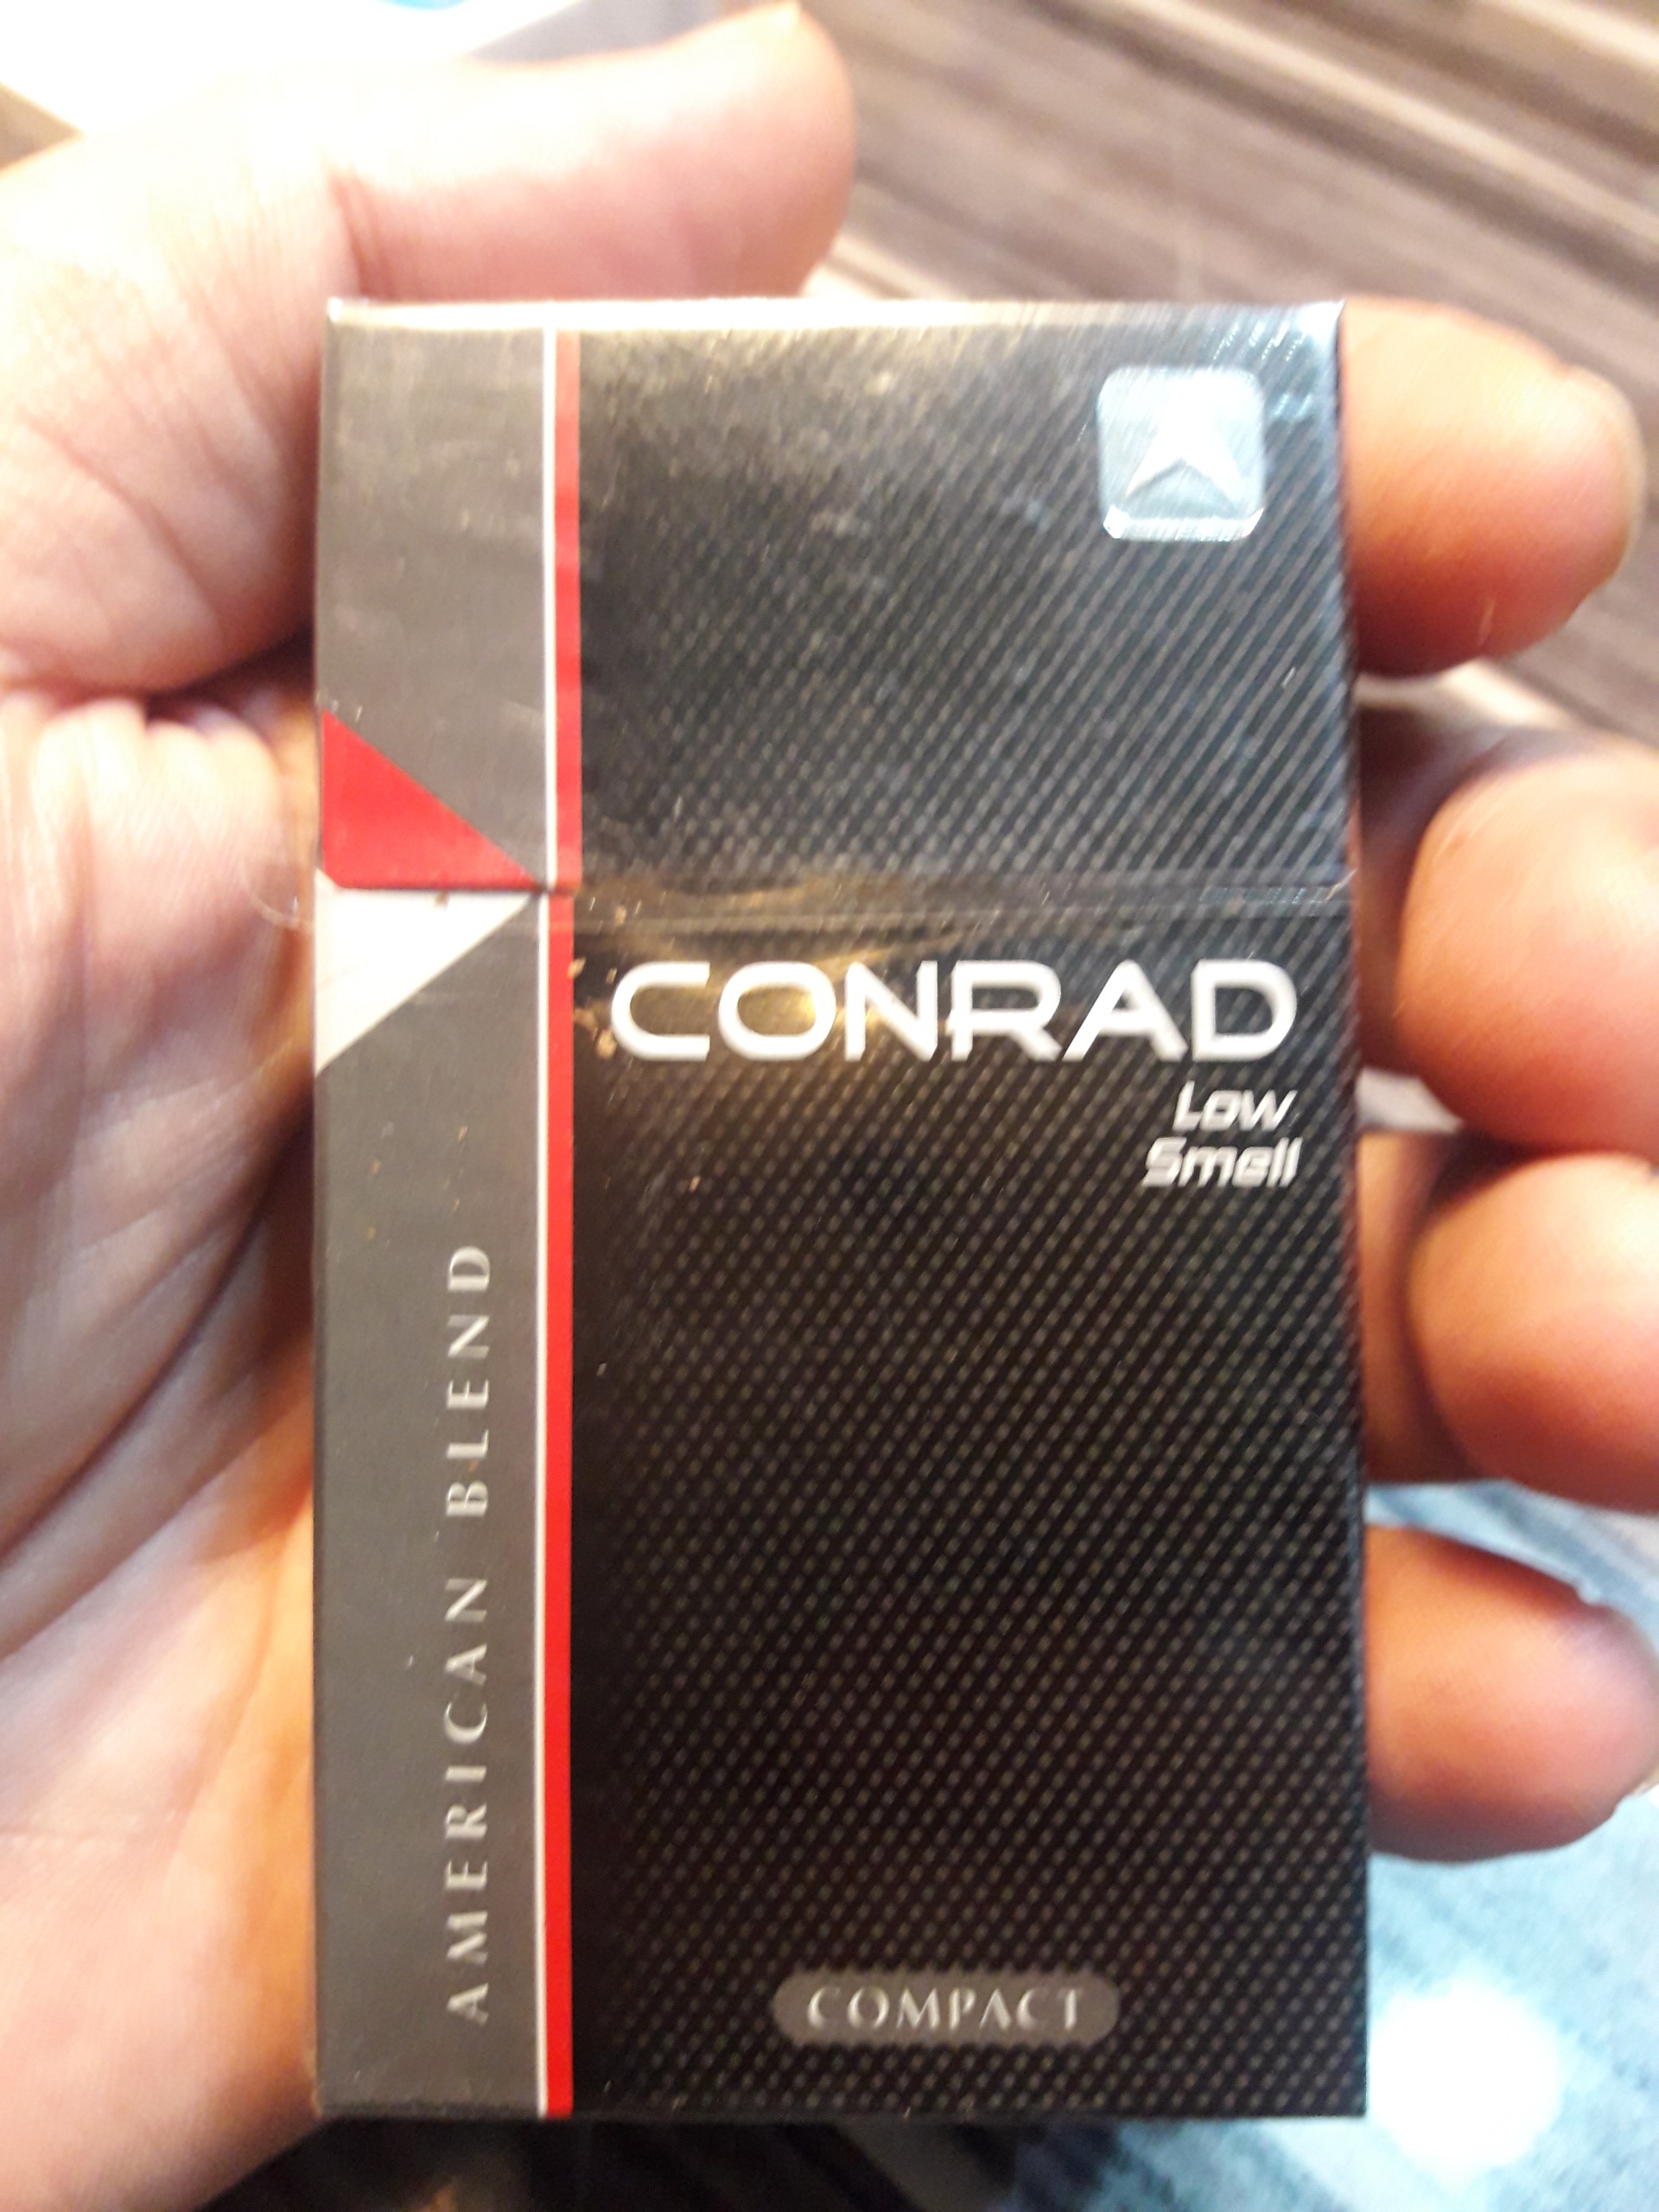 CONRAD
Low
Smell
AMERICAN BLEND
COMPACT